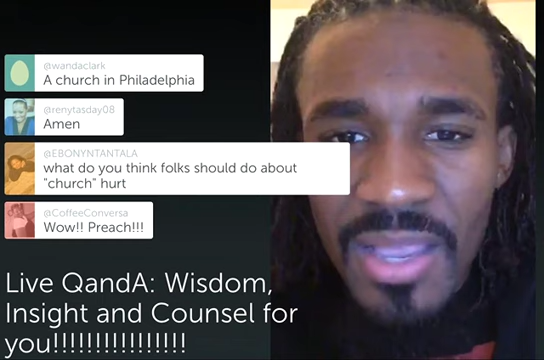 @wandaclark
A church in Philadelphia
@renytasday08
Amen
@EBONYNTANTALA
what do you think folks should do about
"church" hurt
@CoffeeConversa
Wow!! Preach!!!
Live QandA: Wisdom,
Insight and Counsel for
you!!!!!!!!!!!!!!!!!